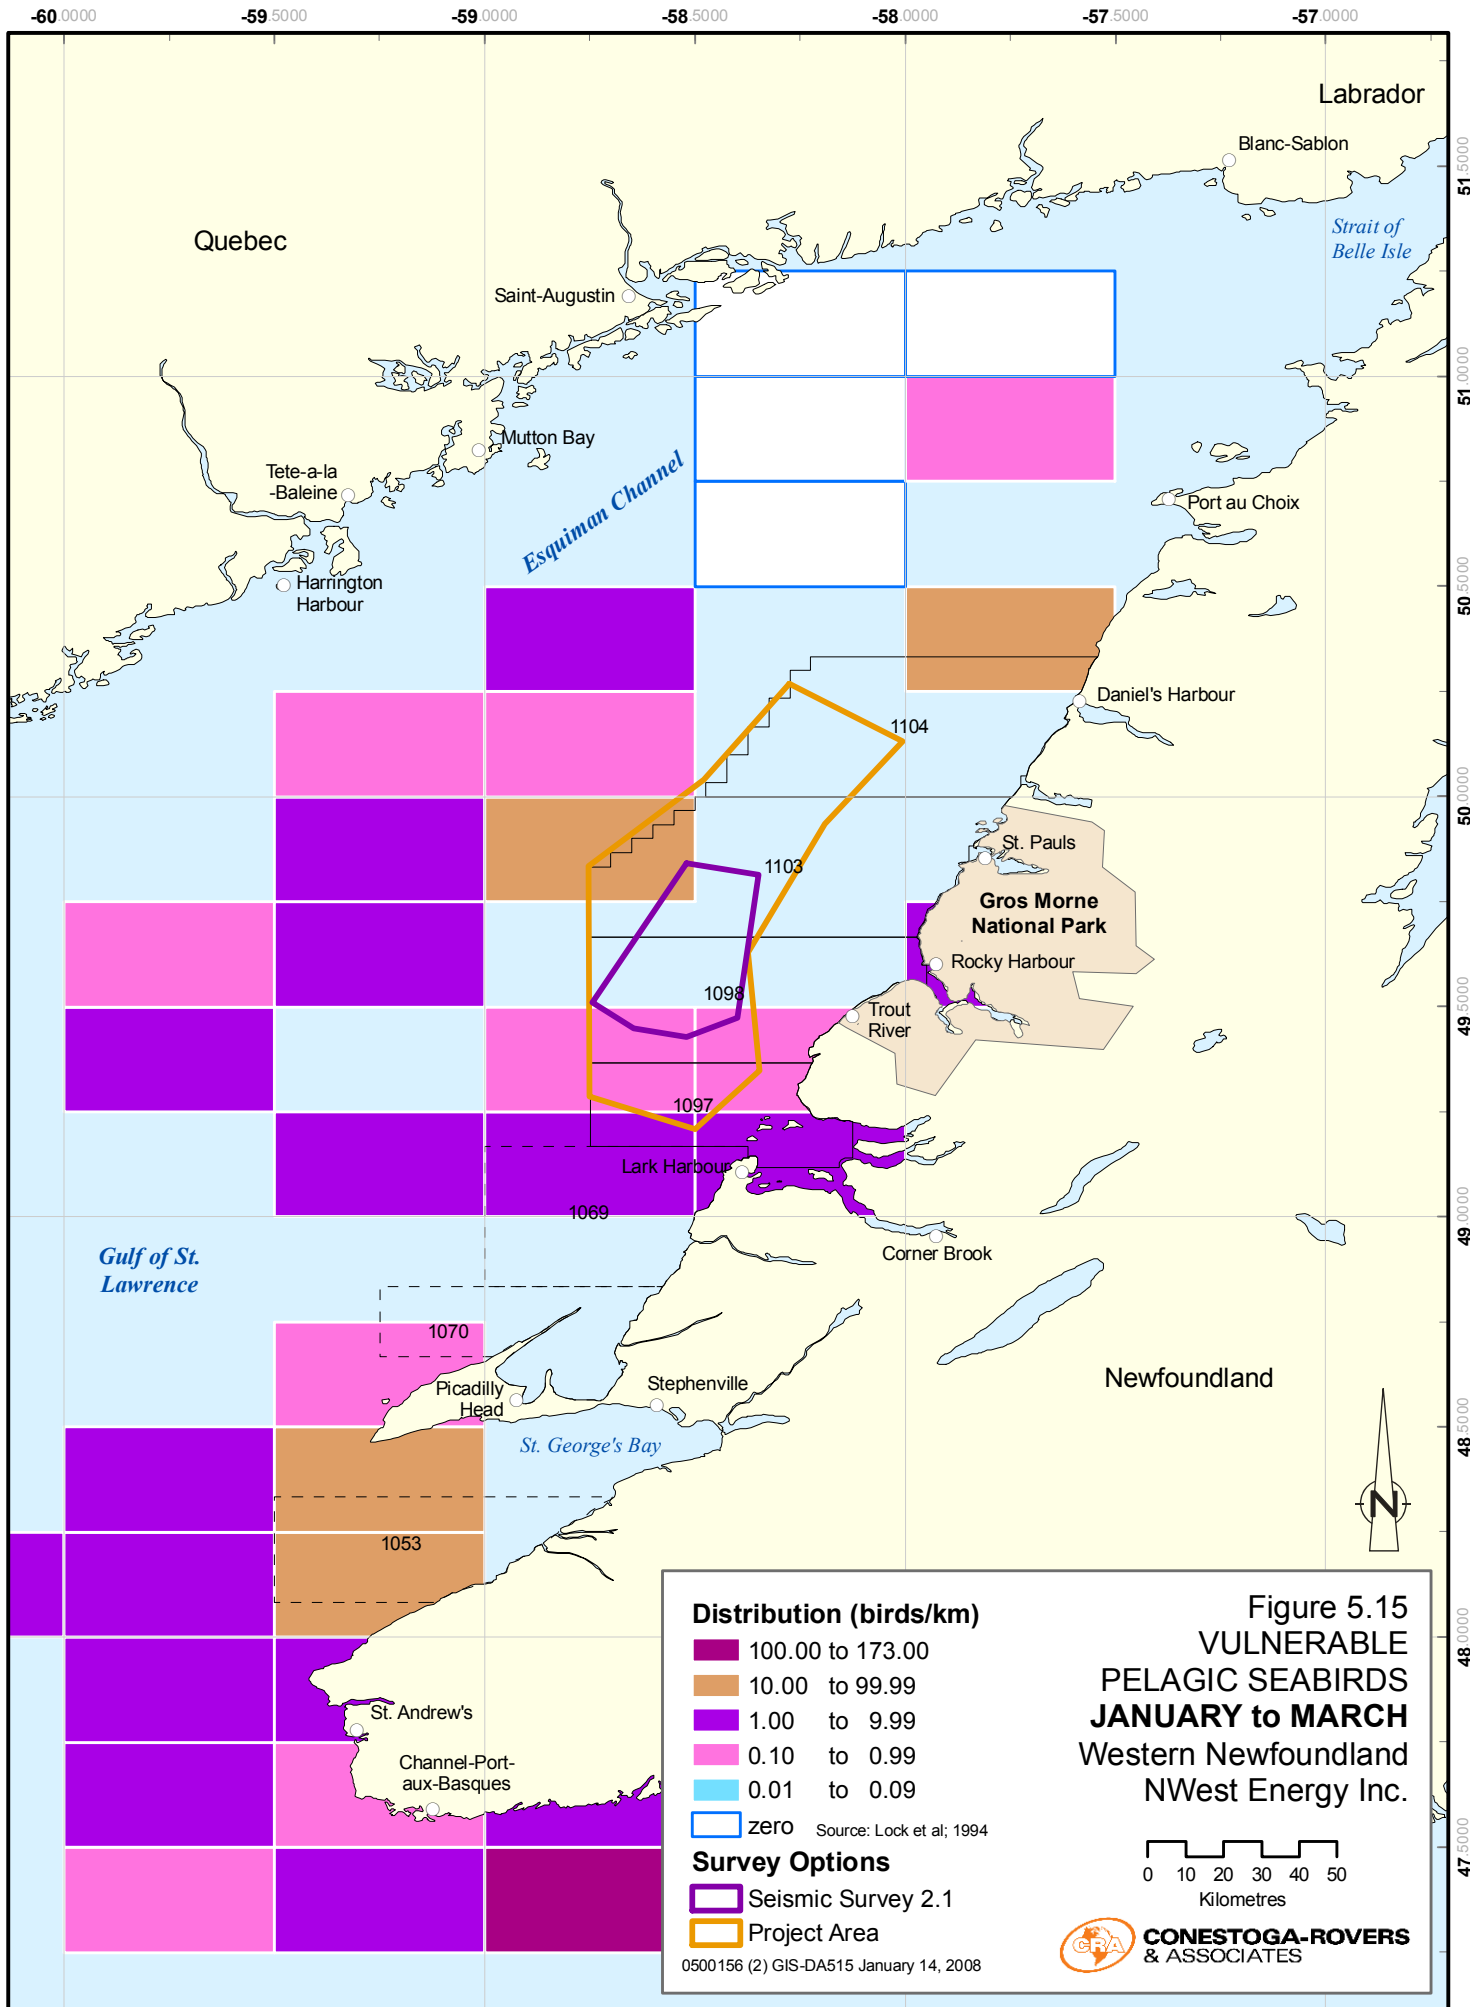 -60.0000
-59.5000
-59.0000
-58.5000
-58.0000
-57.5000
-57.0000
Labrador
Blanc-Sablon
51.5000
Strait of
Belle Isle
Quebec
Saint-Augustin
51.0000
Mutton Bay
Tete-a-la
-Baleine
Esquiman Channel
Port au Choix
Harrington
Harbour
50.5000
Daniel's Harbour
1104
50.0000
St. Pauls
1103
Gros Morne
National Park
Rocky Harbour
1098
49.5000
Trout
River
1097
Lark Harbour
1069
49.0000
Corner Brook
Gulf of St.
Lawrence
1070
Newfoundland
Picadilly
Head
Stephenville
48.5000
St. George's Bay
N
1053
48.0000
St. Andrew's
Channel-Port-
aux-Basques
47.5000
Distribution (birds/km)
100.00 to 173.00
10.00 to 99.99
1.00 to 9.99
0.10 to 0.99
0.01 to 0.09
zero
Source: Lock et al; 1994
Survey Options
Seismic Survey 2.1
Project Area
0500156 (2) GIS-DA515 January 14, 2008
Figure 5.15
VULNERABLE
PELAGIC SEABIRDS
JANUARY to MARCH
Western Newfoundland
NWest Energy Inc.
0 10 20 30 40 50
Kilometres
CRA
CONESTOGA-ROVERS
& ASSOCIATES